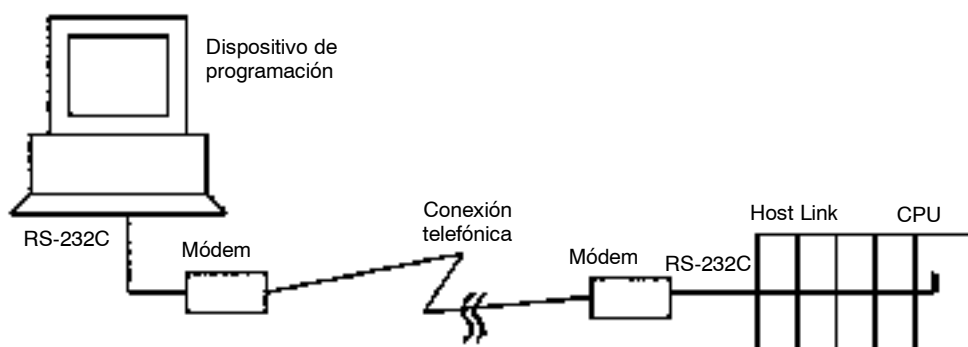 Dispositivo de
programación
RS-232C
Módem
Conexión
telefónica
Módem
RS-232C
Host Link
CPU